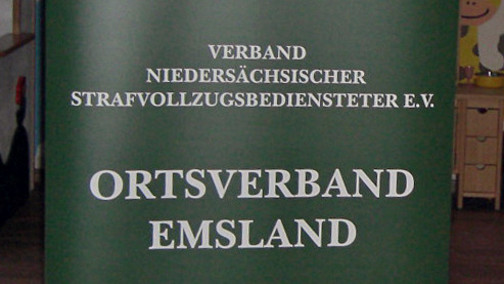 VERBAND
NIEDERSÄCHSISCHER
STRAFVOLLZUGSBEDIENSTETER E.V.
ORTSVERBAND
EMSLAND